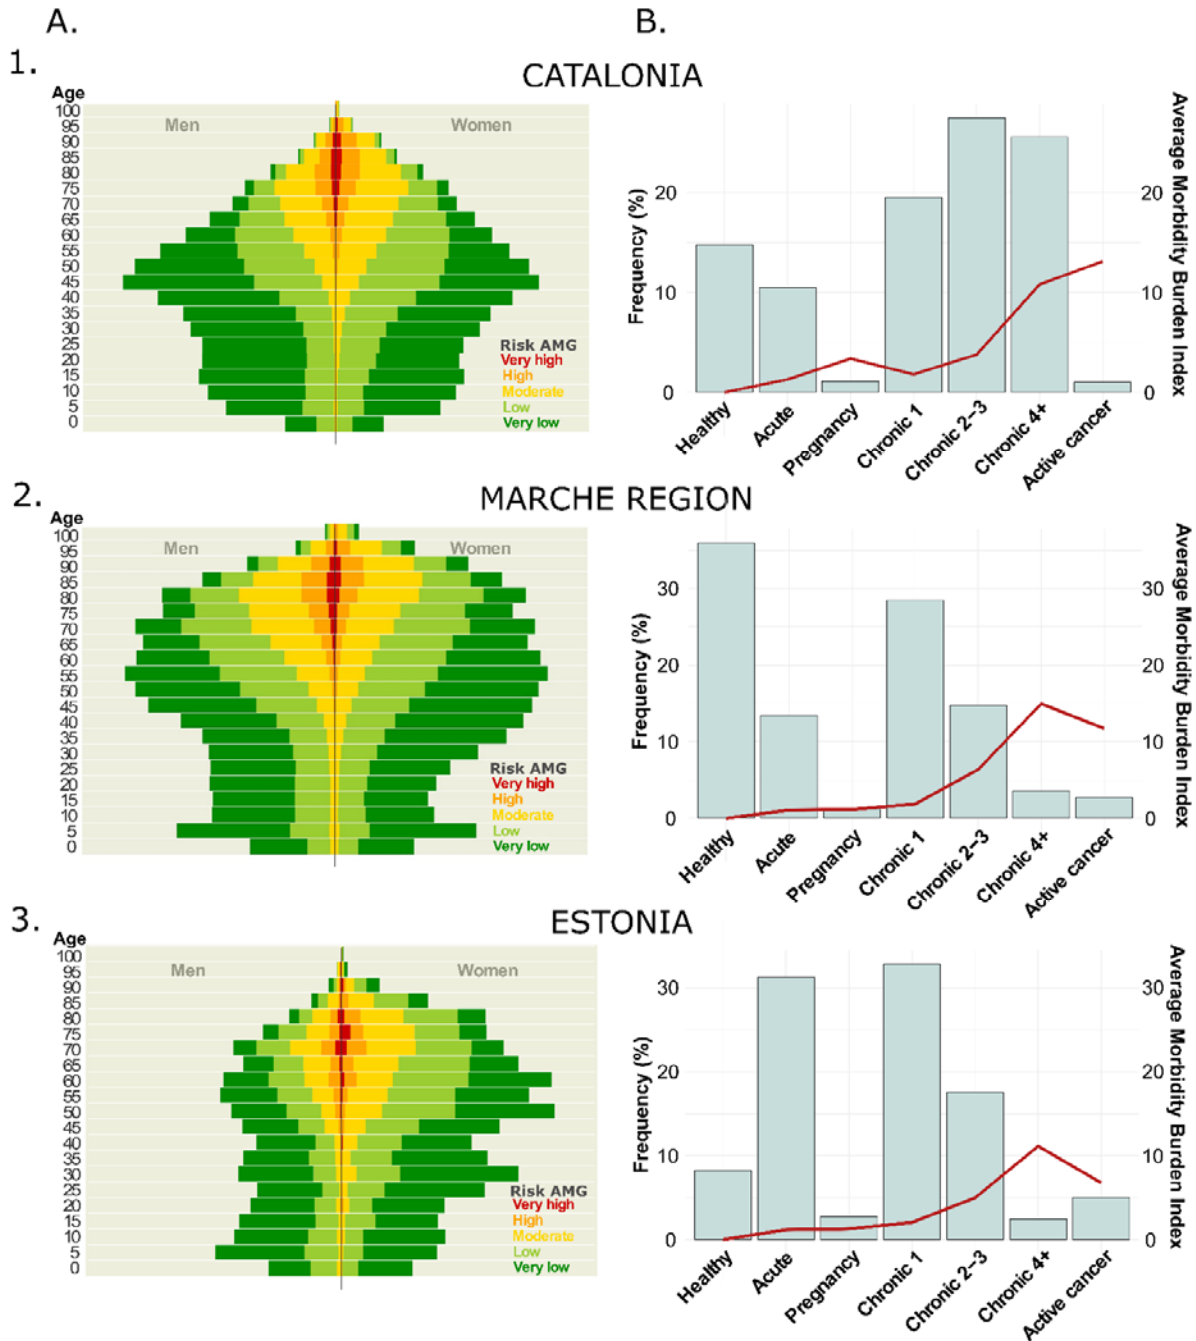 A.
B.
1.
CATALONIA
Age
100
95
90
85
80
75
70
65
60
55
50
45
40
35
30
25
20
15
10
5
0
Men
Women
Risk AMG
Very high
High
Moderate
Low
Very low
Frequency (%)
20
10
0
20
10
0
Average Morbidity Burden Index
Healthy
Acute
Pregnancy
Chronic 1
Chronic 2−3
Chronic 4+
Active cancer
2.
MARCHE REGION
Age
100
95
90
85
80
75
70
65
60
55
50
45
40
35
30
25
20
15
10
5
0
Men
Women
Risk AMG
Very high
High
Moderate
Low
Very low
Frequency (%)
30
20
10
0
30
20
10
0
Average Morbidity Burden Index
Healthy
Acute
Pregnancy
Chronic 1
Chronic 2−3
Chronic 4+
Active cancer
3.
ESTONIA
Age
100
95
90
85
80
75
70
65
60
55
50
45
40
35
30
25
20
15
10
5
0
Men
Women
Risk AMG
Very high
High
Moderate
Low
Very low
Frequency (%)
30
20
10
0
30
20
10
0
Average Morbidity Burden Index
Healthy
Acute
Pregnancy
Chronic 1
Chronic 2−3
Chronic 4+
Active cancer